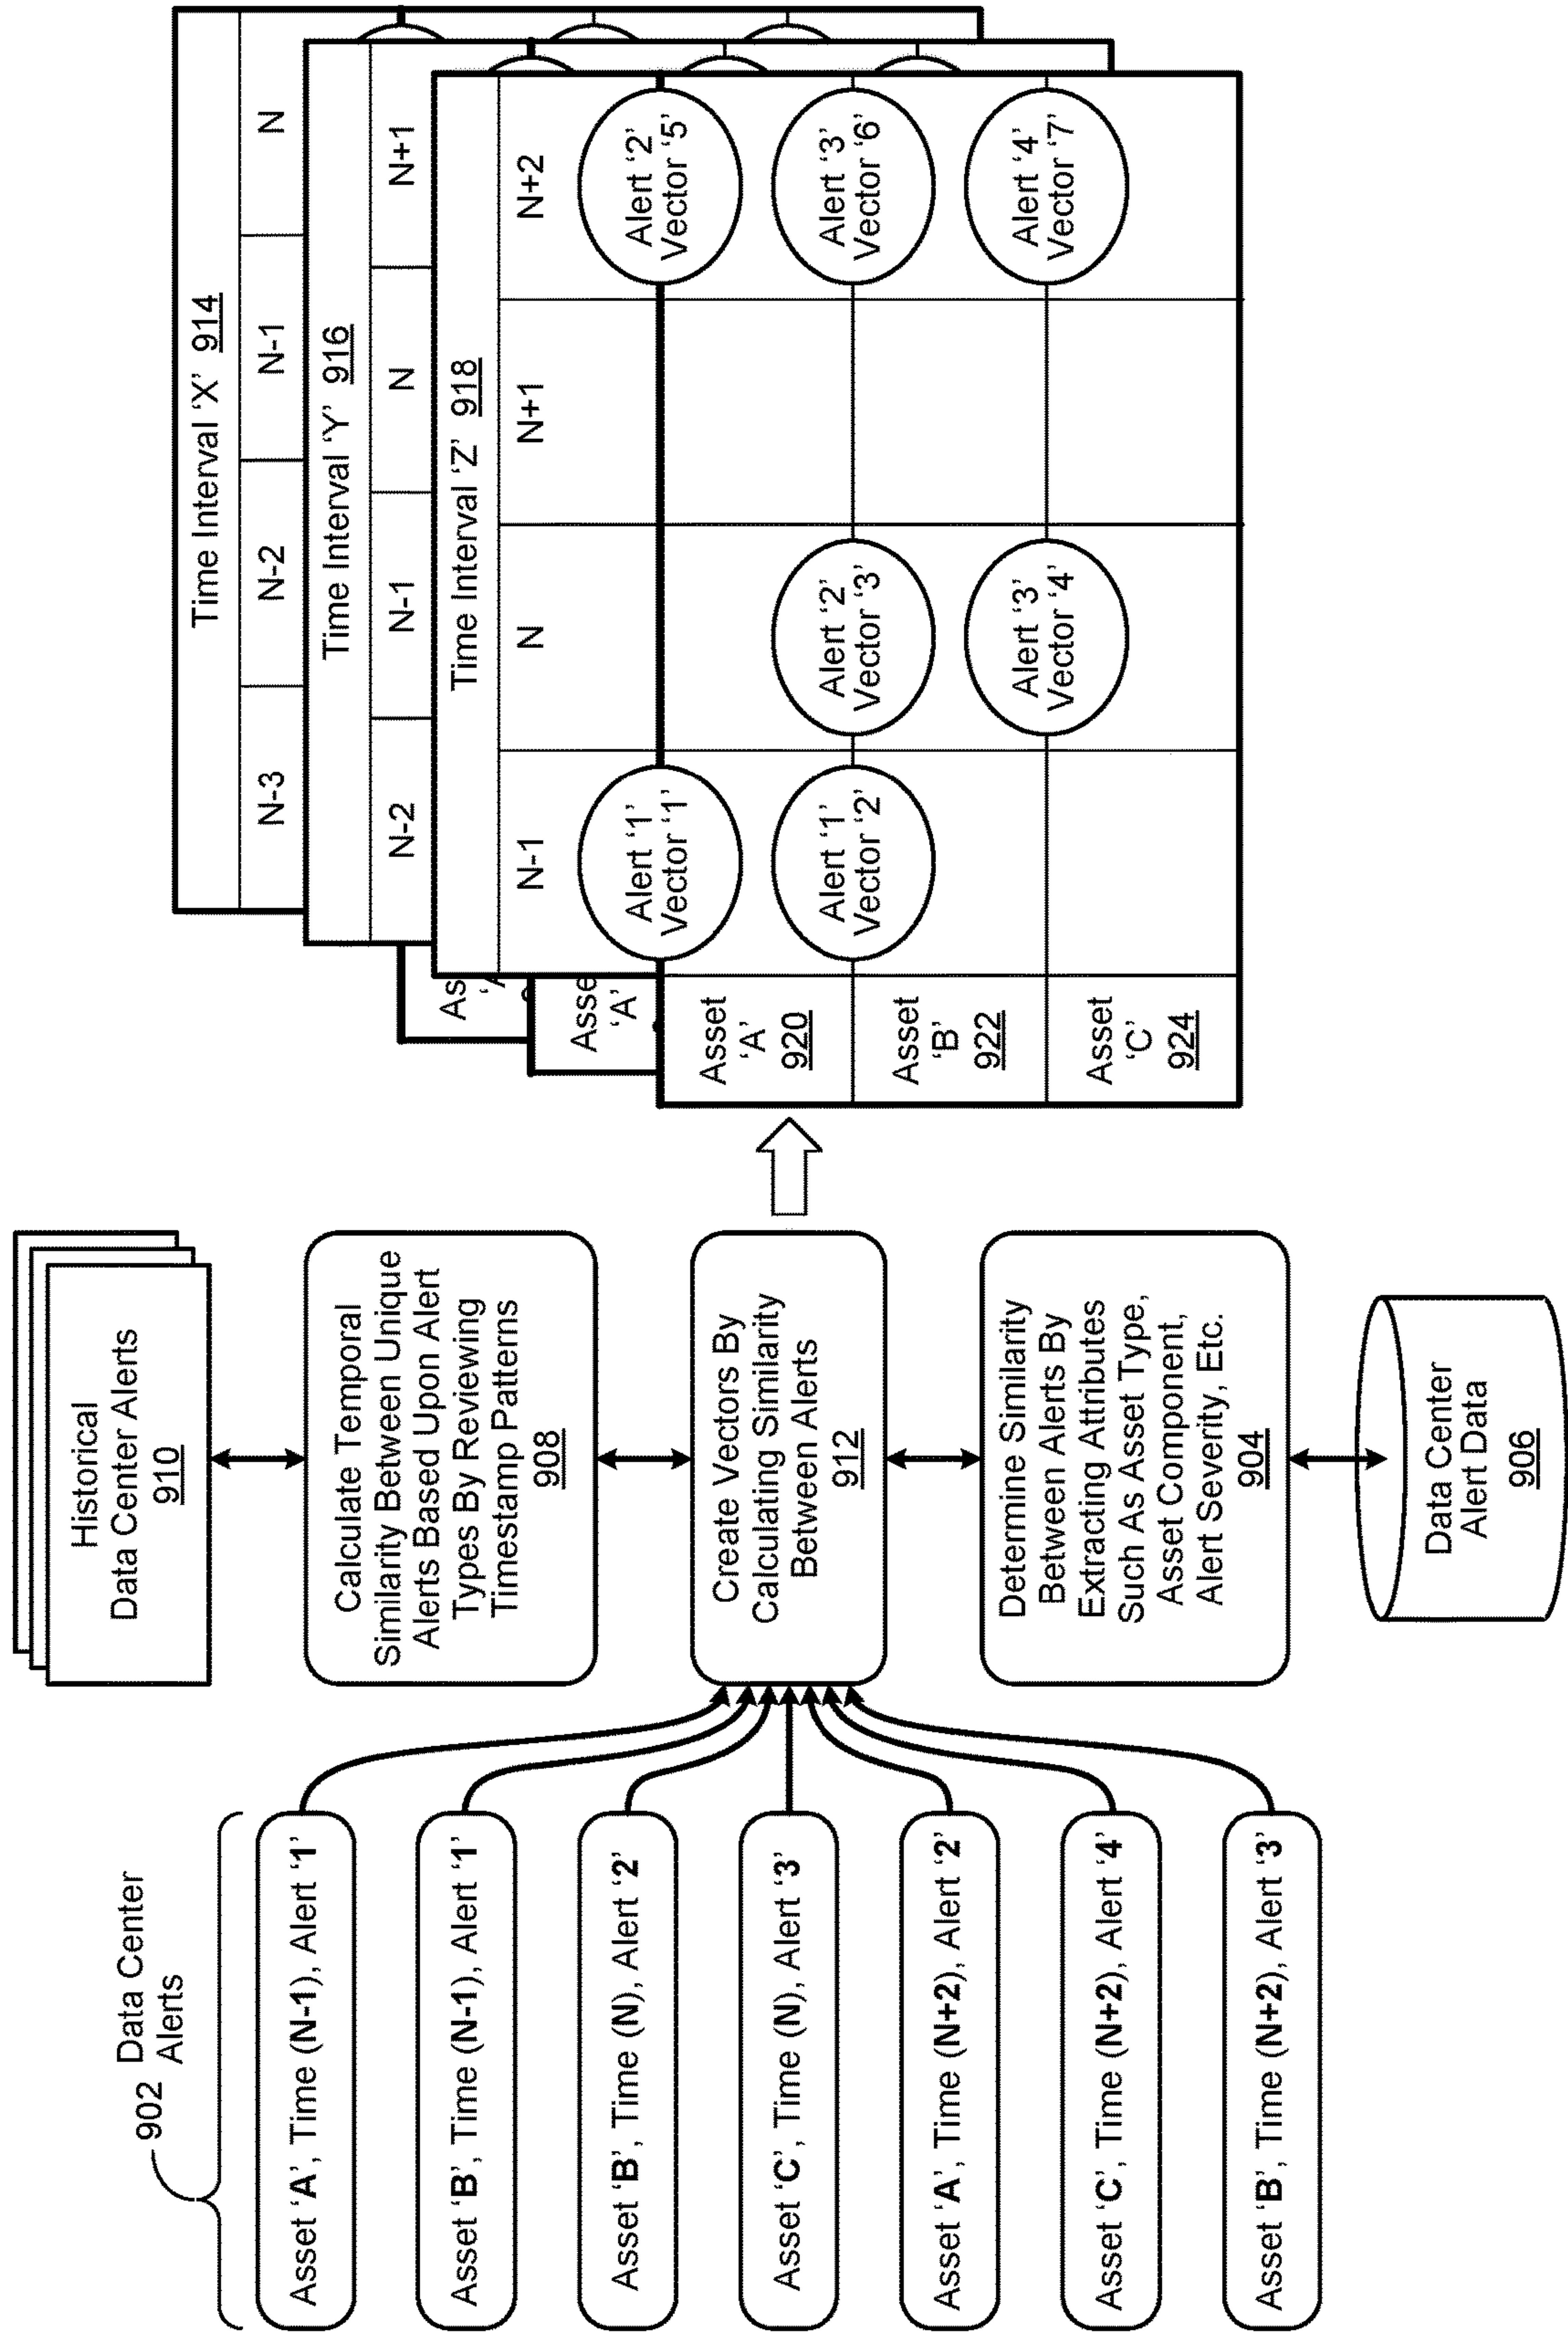 902 Data Center
Alerts
Asset ‘A’, Time (N-1), Alert ‘1’
Asset ‘B’, Time (N-1), Alert ‘1’
Asset ‘B’, Time (N), Alert ‘2’
Asset ‘C’, Time (N), Alert ‘3’
Asset ‘A’, Time (N+2), Alert ‘2’
Asset ‘C’, Time (N+2), Alert ‘4’
Asset ‘B’, Time (N+2), Alert ‘3’
Historical
Data Center Alerts
910
Calculate Temporal
Similarity Between Unique
Alerts Based Upon Alert
Types By Reviewing
Timestamp Patterns
908
Create Vectors By
Calculating Similarity
Between Alerts
912
Determine Similarity
Between Alerts By
Extracting Attributes
Such As Asset Type,
Asset Component,
Alert Severity, Etc.
904
Data Center
Alert Data
906
Time Interval ‘X’ 914
N-3 N-2 N-1 N
Time Interval ‘Y’ 916
N-2 N-1 N N+1
As
Time Interval ‘Z’ 918
N-1 N N+1 N+2
Asse
‘A’
Alert ‘1’
Vector ‘1’
Alert ‘2’
Vector ‘5’
Asset
‘A’
920
Alert ‘1’
Vector ‘2’
Alert ‘2’
Vector ‘3’
Alert ‘3’
Vector ‘6’
Asset
‘B’
922
Alert ‘3’
Vector ‘4’
Alert ‘4’
Vector ‘7’
Asset
‘C’
924